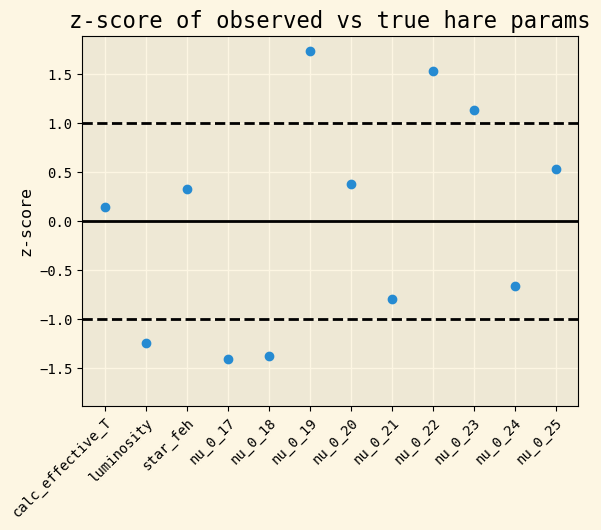 z-score of observed vs true hare params
z-score
1.5
1.0
0.5
0.0
−0.5
−1.0
−1.5
calc_effective_T
luminosity
star_feh
nu_0_17
nu_0_18
nu_0_19
nu_0_20
nu_0_21
nu_0_22
nu_0_23
nu_0_24
nu_0_25